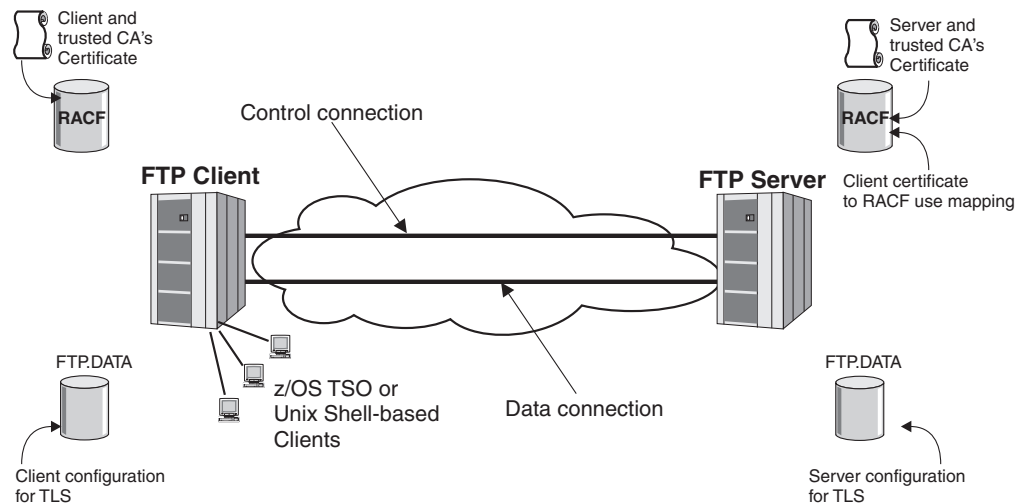 Client and
trusted CA's
Certificate
RACF
Server and
trusted CA's
Certificate
RACF
Control connection
FTP Client
FTP Server
Client certificate
to RACF use mapping
FTP.DATA
z/OS TSO or
Unix Shell-based
Clients
Data connection
FTP.DATA
Client configuration
for TLS
Server configuration
for TLS